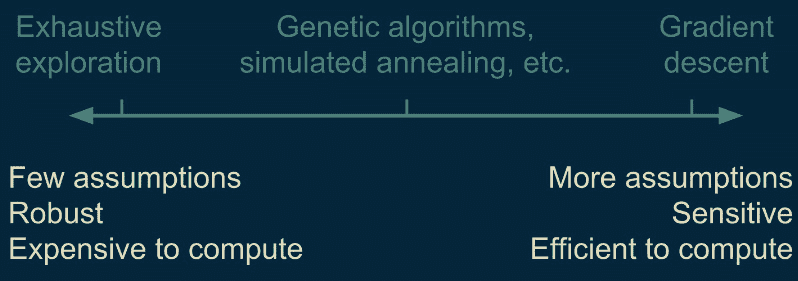 Exhaustive
exploration
Genetic algorithms,
simulated annealing, etc.
Gradient
descent
Few assumptions
Robust
Expensive to compute
More assumptions
Sensitive
Efficient to compute